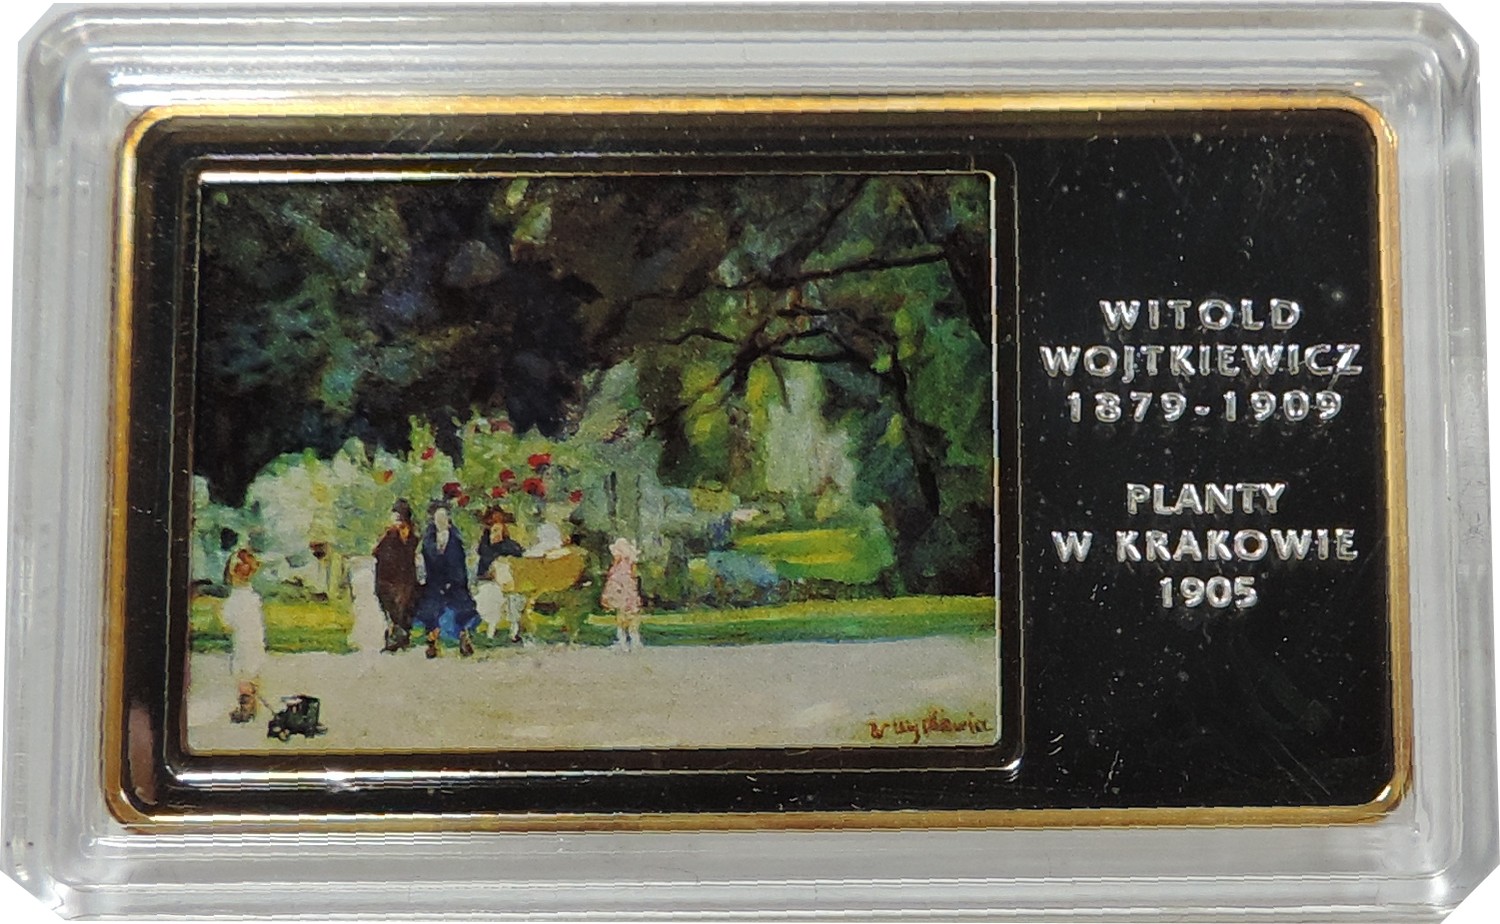 WITOLD
WOJTKIEWICZ
1879-1909
PLANTY
W KRAKOWIE
1905